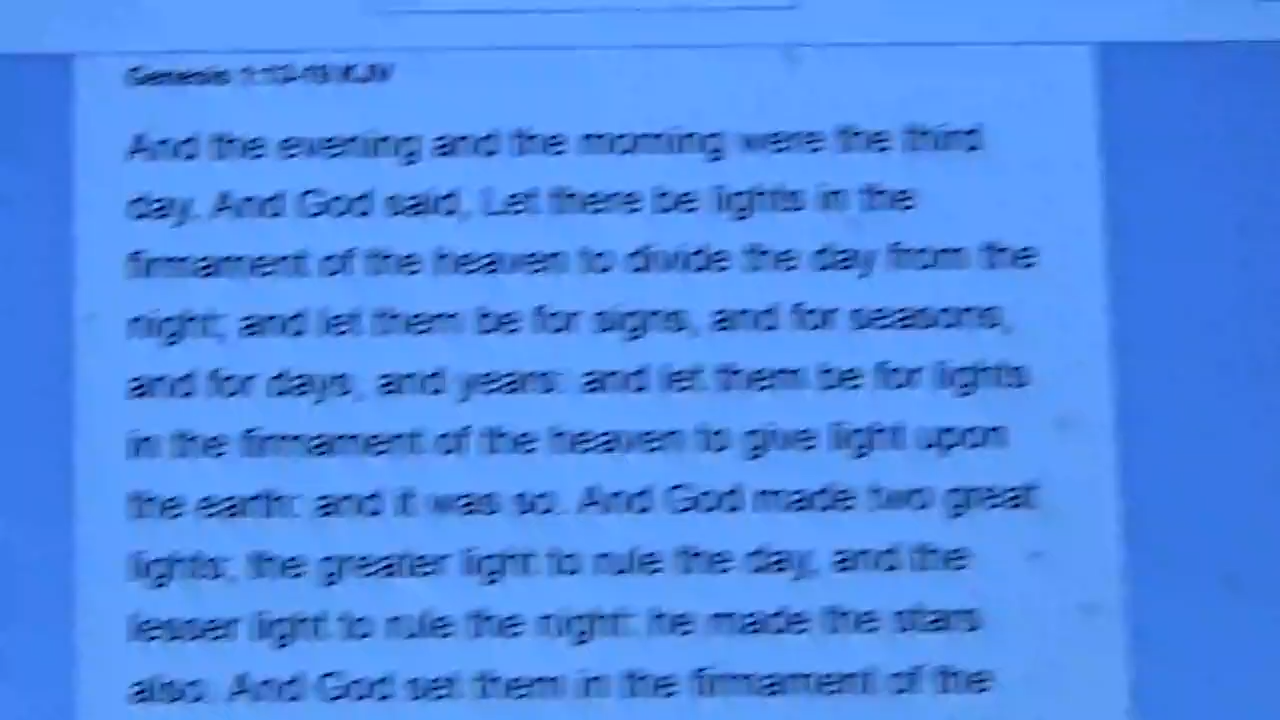 Genesis 1:13-19 KJV
And the evening and the morning were the third
day. And God said, Let there be lights in the
firmament of the heaven to divide the day from the
night; and let them be for signs, and for seasons,
and for days, and years: and let them be for lights
in the firmament of the heaven to give light upon
the earth: and it was so. And God made two great
lights; the greater light to rule the day, and the
lesser light to rule the night: he made the stars
also. And God set them in the firmament of the